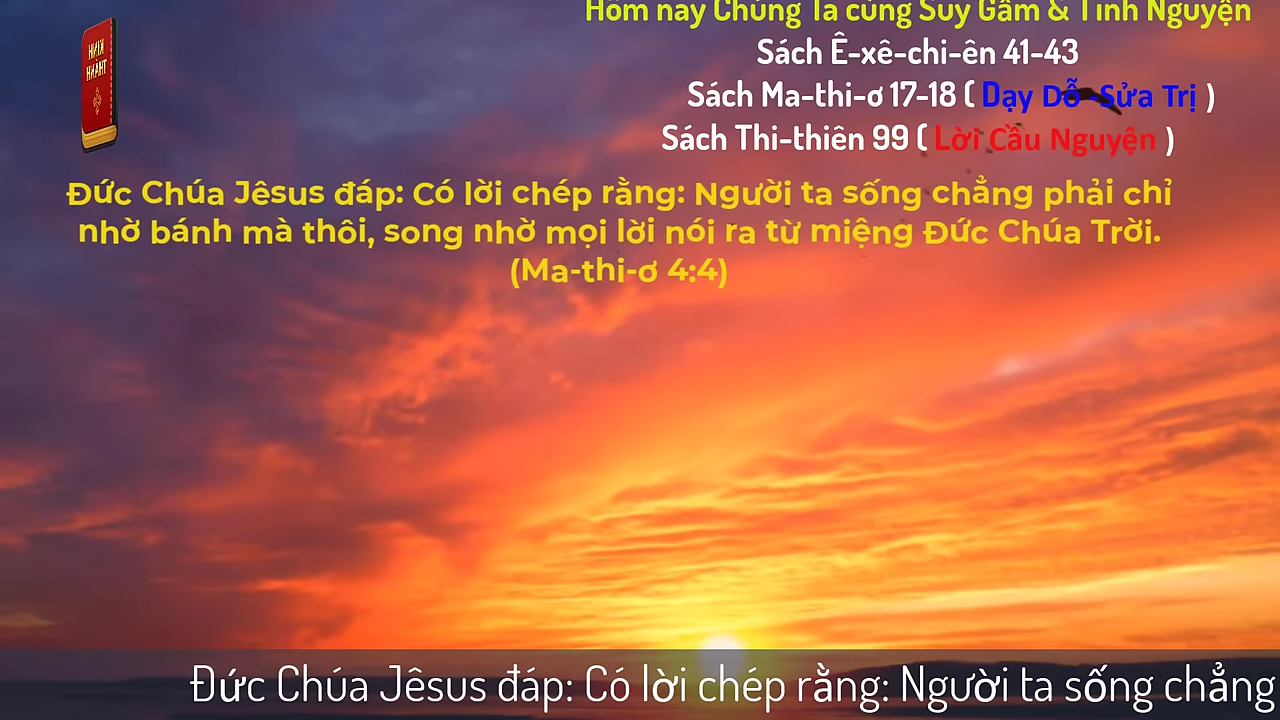 Hôm nay Chúng Ta cùng Suy Gẫm & Tĩnh Nguyện
Sách Ê-xê-chi-ên 41-43
Sách Ma-thi-ơ 17-18 ( Dạy Dỗ-Sửa Trị )
Sách Thi-thiên 99 ( Lời Cầu Nguyện )
KINH
THÁNH
Đức Chúa Jêsus đáp: Có lời chép rằng: Người ta sống chẳng phải chỉ
nhờ bánh mà thôi, song nhờ mọi lời nói ra từ miệng Đức Chúa Trời.
(Ma-thi-ơ 4:4)
Đức Chúa Jêsus đáp: Có lời chép rằng: Người ta sống chẳng